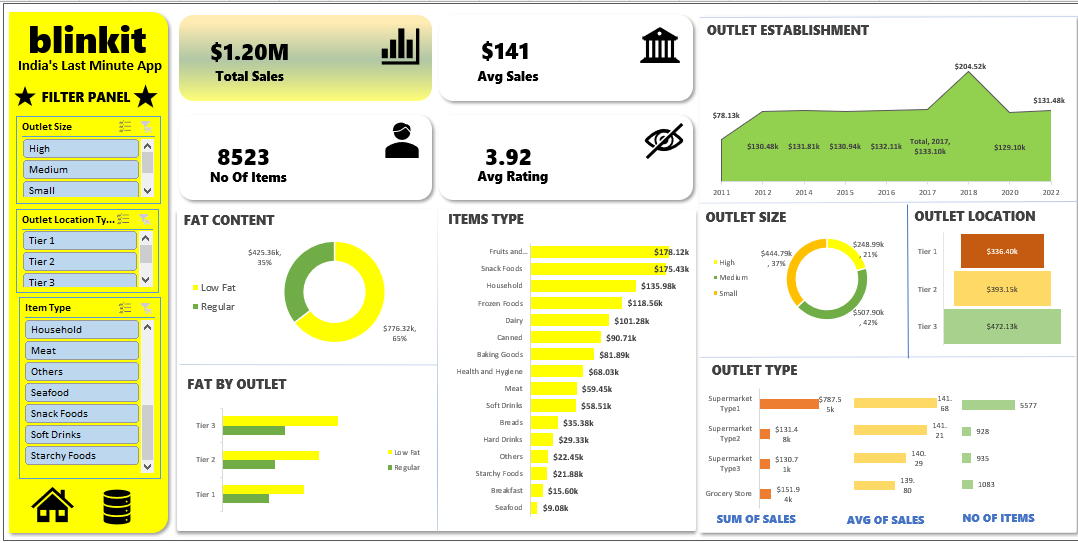 blinkit
India's Last Minute App
FILTER PANEL
Outlet Size
High
Medium
Small
Outlet Location Ty...
Tier 1
Tier 2
Tier 3
Item Type
Household
Meat
Others
Seafood
Snack Foods
Soft Drinks
Starchy Foods
$1.20M
Total Sales
$141
Avg Sales
8523
No Of Items
3.92
Avg Rating
OUTLET ESTABLISHMENT
$204.52k
$131.48k
$78.13k
$130.48k
$131.81k
$130.94k
$132.11k
Total, 2017,
$133.10k
$129.10k
2011
2012
2014
2015
2016
2017
2018
2020
2022
FAT CONTENT
$425.36k,
35%
Low Fat
Regular
$776.32k,
65%
FAT BY OUTLET
Tier 3
Tier 2
Tier 1
Low Fat
Regular
ITEMS TYPE
Fruits and... $178.12k
Snack Foods $175.43k
Household $135.98k
Frozen Foods $118.56k
Dairy $101.28k
Canned $90.71k
Baking Goods $81.89k
Health and Hygiene $68.03k
Meat $59.45k
Soft Drinks $58.51k
Breads $35.38k
Hard Drinks $29.33k
Others $22.45k
Starchy Foods $21.88k
Breakfast $15.60k
Seafood $9.08k
OUTLET SIZE
High
Medium
Small
$444.79k
, 37%
$248.99k
, 21%
$507.90k
, 42%
OUTLET LOCATION
Tier 1 $336.40k
Tier 2 $393.15k
Tier 3 $472.13k
OUTLET TYPE
Supermarket
Type1
$787.5
5k
141.
68
5577
Supermarket
Type2
$131.4
8k
141.
21
928
Supermarket
Type3
$130.7
1k
140.
29
935
Grocery Store
$151.9
4k
139.
80
1083
SUM OF SALES
AVG OF SALES
NO OF ITEMS